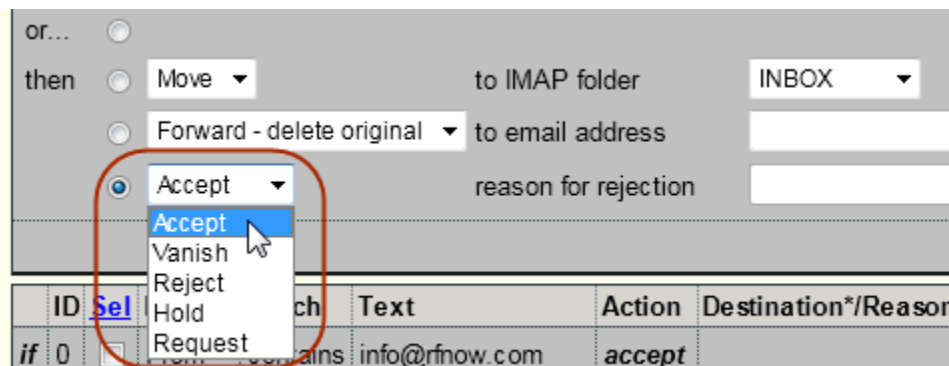 or...
then Move to IMAP folder INBOX
Forward - delete original to email address
Accept reason for rejection
Accept
Vanish
Reject
Hold
Request
ID Sel Text Action Destination*/Reason
if 0 info@rfnow.com accept